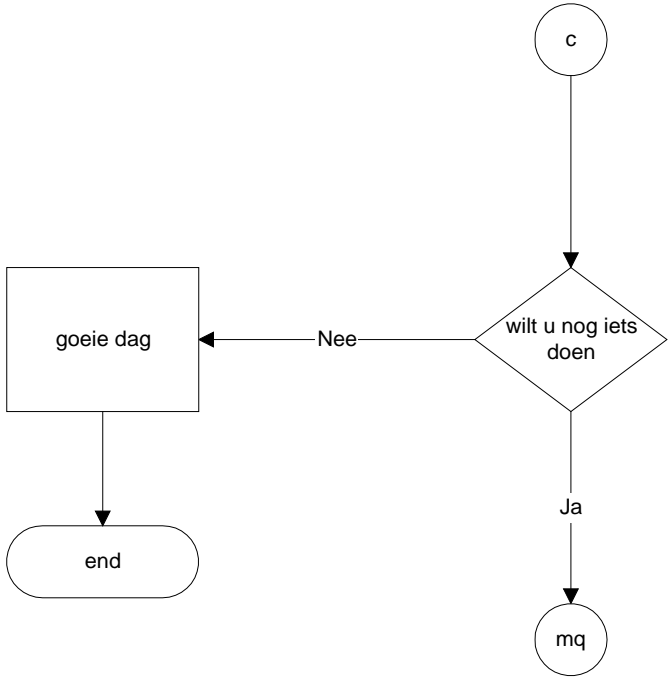 c
wilt u nog iets
doen
Nee
goeie dag
Ja
end
mq